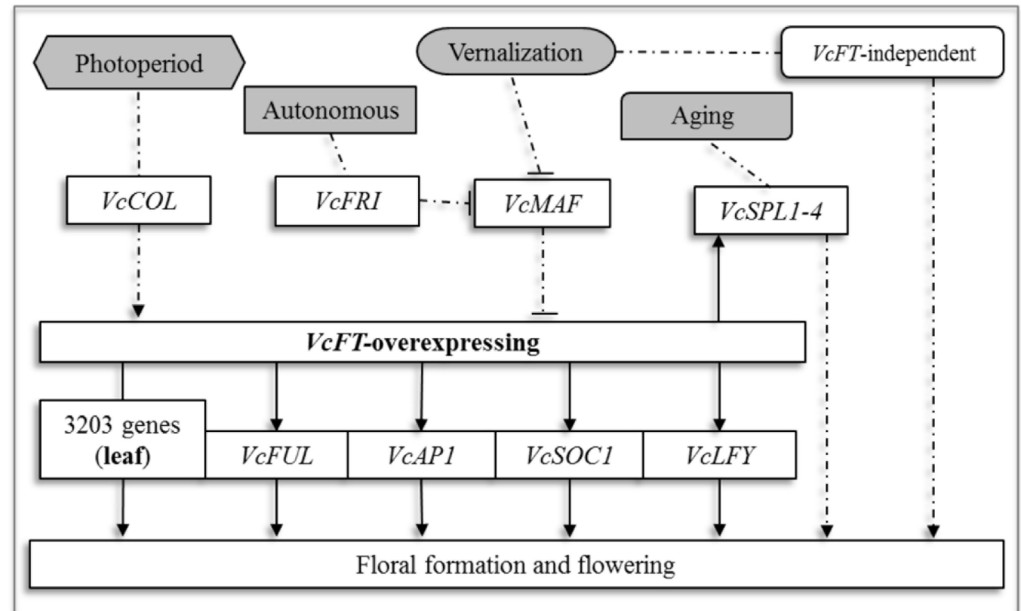 Photoperiod
Vernalization
VcFT-independent
Autonomous
Aging
VcCOL
VcFRI
VcMAF
VcSPL1-4
VcFT-overexpressing
3203 genes
(leaf)
VcFUL
VcAP1
VcSOC1
VcLFY
Floral formation and flowering